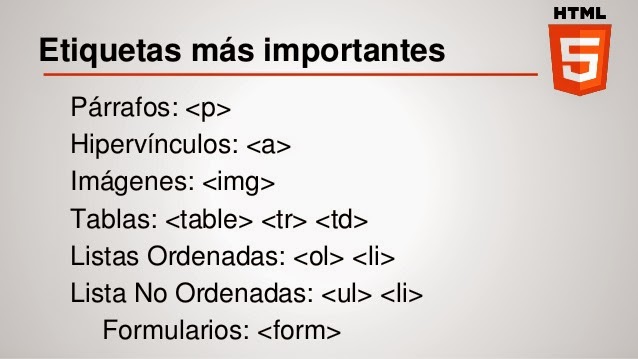 HTML
5
Etiquetas más importantes
Párrafos: <p>
Hipervínculos: <a>
Imágenes: <img>
Tablas: <table> <tr> <td>
Listas Ordenadas: <ol> <li>
Lista No Ordenadas: <ul> <li>
Formularios: <form>